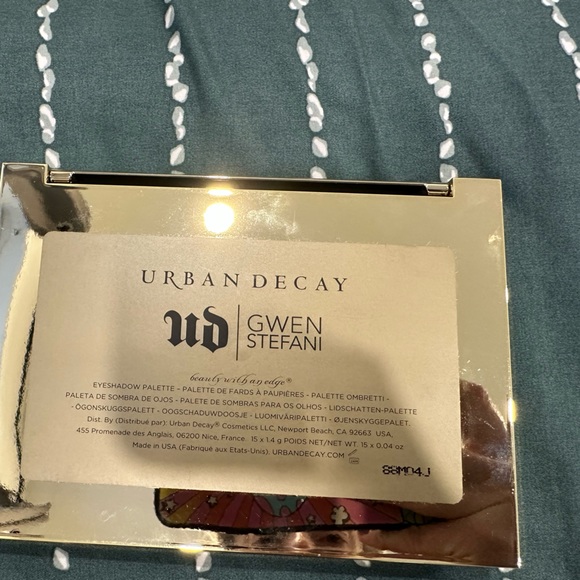 URBAN DECAY
UD | GWEN STEFANI
beauty with an edge®
EYESHADOW PALETTE – PALETTE DE FARDS À PAUPIÈRES – PALETTE OMBRETTI -
PALETA DE SOMBRA DE OJOS - PALETE DE SOMBRAS PARA OS OLHOS - LIDSCHATTEN-PALETTE
- ÖGONSKUGGSPALETT - OOGSCHADUWDOOSJE - LUOMIVÄRIPALETTI - ØJENSKYGGEPALET.
Dist. By (Distribué par): Urban Decay® Cosmetics LLC, Newport Beach, CA 92663 USA,
455 Promenade des Anglais, 06200 Nice, France. 15 x 1.4 g POIDS NET/NET WT. 15 x 0.04 oz
Made in USA (Fabriqué aux Etats-Unis). URBANDECAY.COM